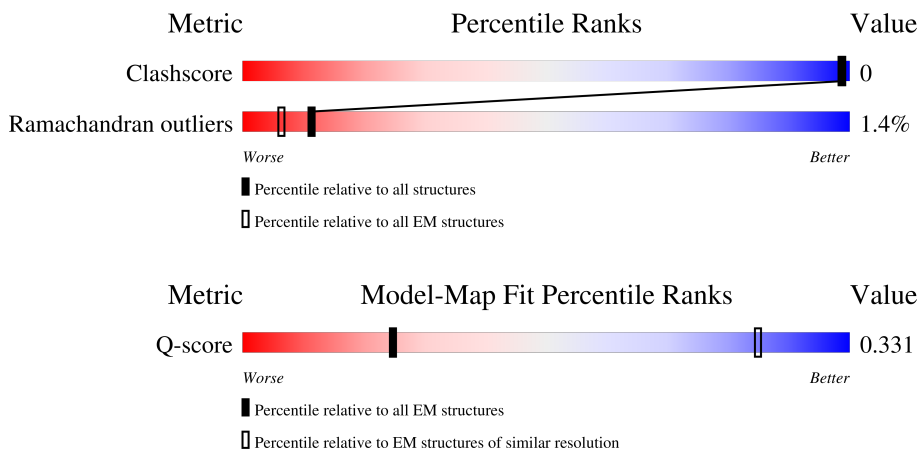 Metric Percentile Ranks Value
Clashscore 0
Ramachandran outliers 1.4%
Worse Better
Percentile relative to all structures
Percentile relative to all EM structures
Metric Model-Map Fit Percentile Ranks Value
Q-score 0.331
Worse Better
Percentile relative to all EM structures
Percentile relative to EM structures of similar resolution